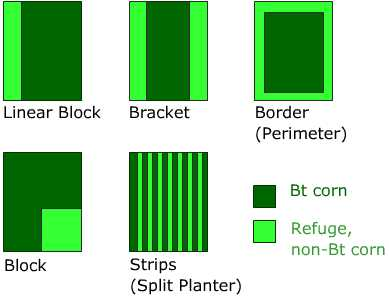 Linear Block
Bracket
Border
(Perimeter)
Block
Strips
(Split Planter)
Bt corn
Refuge,
non-Bt corn